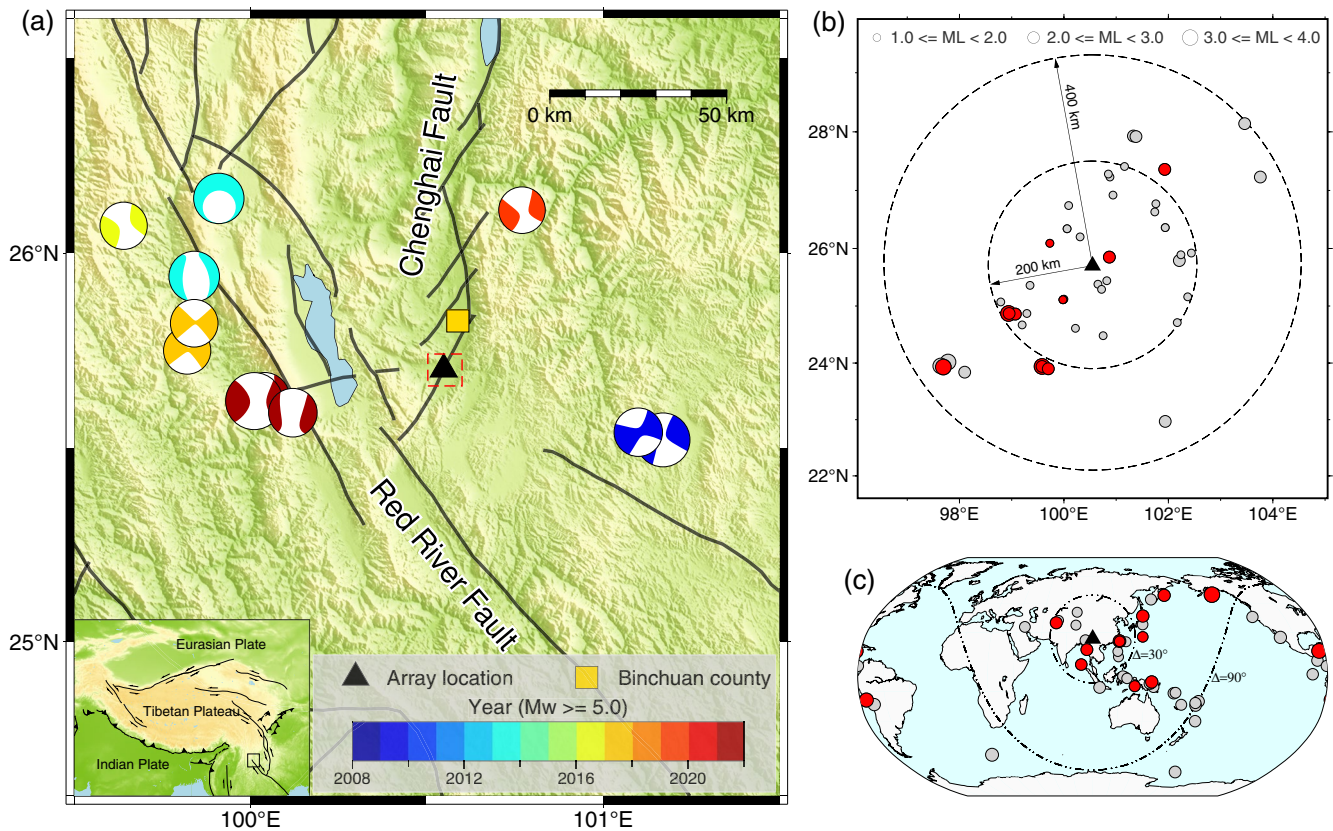 (a)
Chenghai Fault
0 km
50 km
26°N
Red River Fault
25°N
Eurasian Plate
Tibetan Plateau
Indian Plate
Array location
Binchuan county
Year (Mw >= 5.0)
2008
2012
2016
2020
100°E
101°E
(b)
1.0 <= ML < 2.0
2.0 <= ML < 3.0
3.0 <= ML < 4.0
400 km
200 km
28°N
26°N
24°N
22°N
98°E
100°E
102°E
104°E
(c)
Δ=30°
Δ=90°